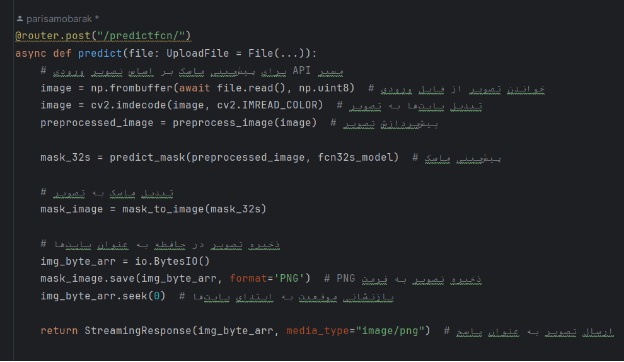 parisamobarak *
@router.post("/predictfcn/")
async def predict(file: UploadFile = File(...)):
# مسیر API برای پیش‌بینی ماسک بر اساس تصویر ورودی
image = np.frombuffer(await file.read(), np.uint8)  # خواندن تصویر از فایل ورودی
image = cv2.imdecode(image, cv2.IMREAD_COLOR)  # تبدیل بایت‌ها به تصویر
preprocessed_image = preprocess_image(image)  # پیش‌پردازش تصویر
mask_32s = predict_mask(preprocessed_image, fcn32s_model)  # پیش‌بینی ماسک
# تبدیل ماسک به تصویر
mask_image = mask_to_image(mask_32s)
# ذخیره تصویر در حافظه به عنوان بایت‌ها
img_byte_arr = io.BytesIO()
mask_image.save(img_byte_arr, format='PNG')  # ذخیره تصویر به فرمت PNG
img_byte_arr.seek(0)  # بازنشانی موقعیت به ابتدای بایت‌ها
return StreamingResponse(img_byte_arr, media_type="image/png")  # ارسال تصویر به عنوان پاسخ